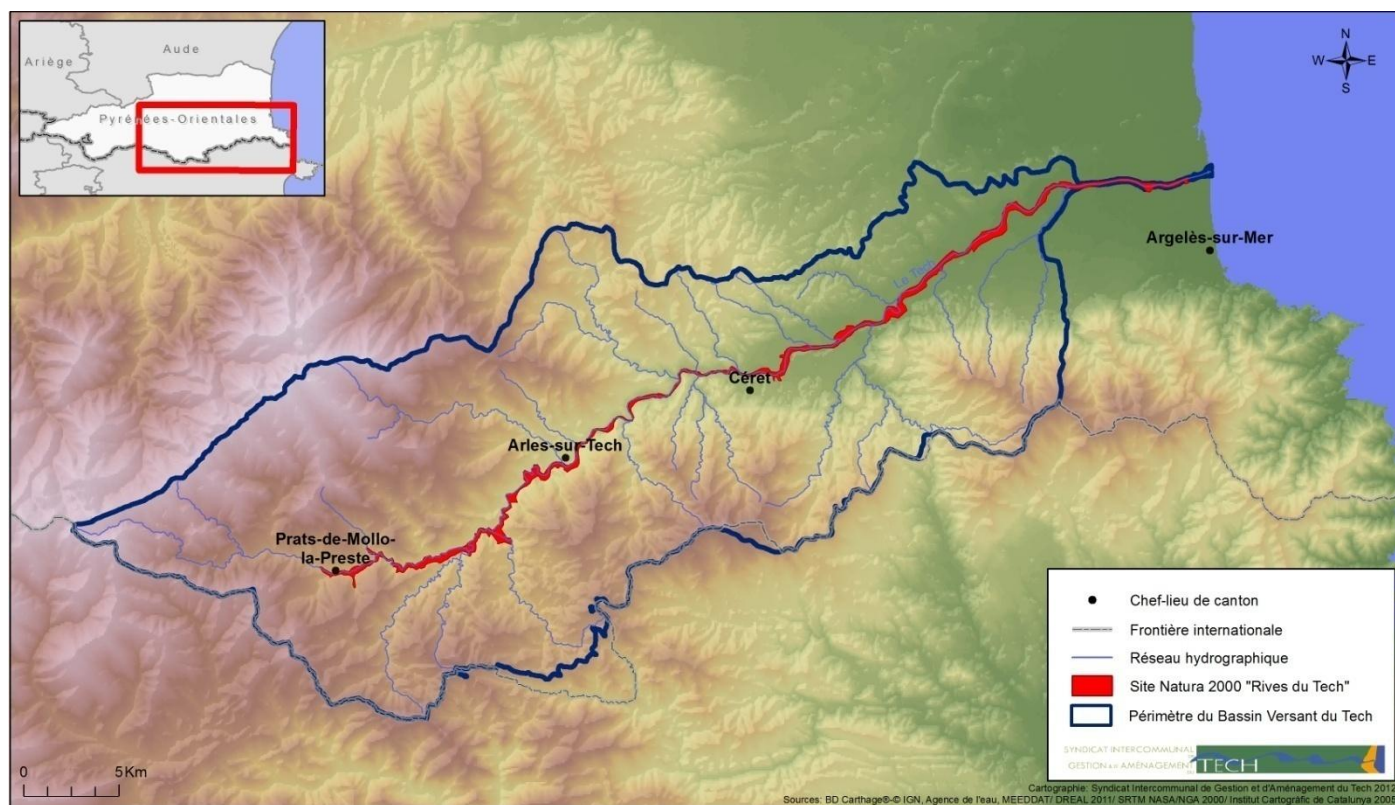 Aude
Ariège
Pyrénées-Orientales
N
W E
S
Argelès-sur-Mer
Le Tech
Céret
Arles-sur-Tech
Prats-de-Mollo-
la-Preste
Chef-lieu de canton
Frontière internationale
Réseau hydrographique
Site Natura 2000 "Rives du Tech"
Périmètre du Bassin Versant du Tech
SYNDICAT INTERCOMMUNAL
GESTION & D'AMÉNAGEMENT
TECH
0 5Km
Cartographie: Syndicat Intercommunal de Gestion et d'Aménagement du Tech
Sources: BD Carthage®-© IGN, Agence de l'eau, MEEDDAT/ DREAL 2011/ SRTM NASA/NGA 2000/ Institut Cartogràfic de Catalunya